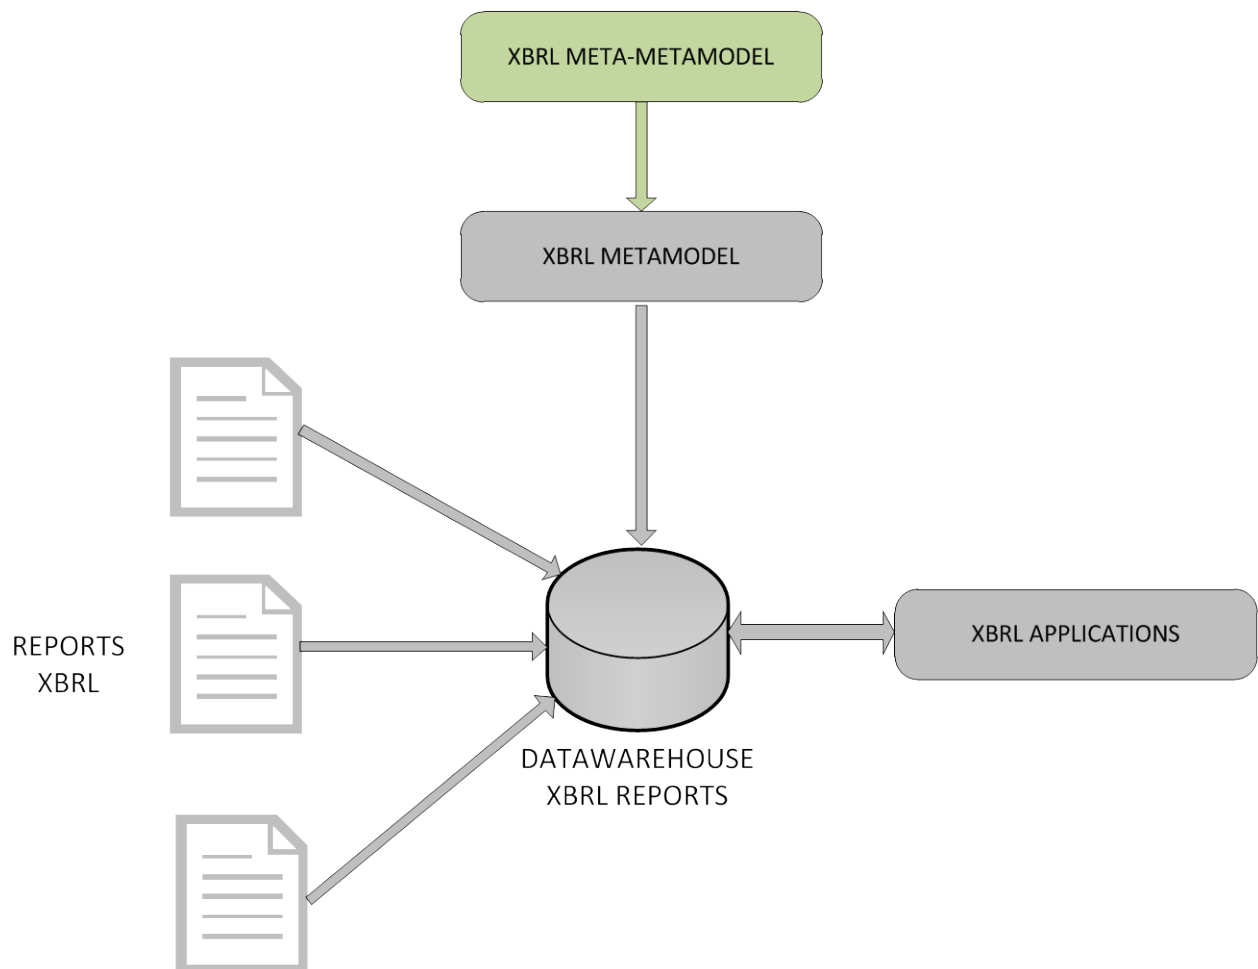 XBRL META-METAMODEL
XBRL METAMODEL
REPORTS
XBRL
XBRL APPLICATIONS
DATAWAREHOUSE
XBRL REPORTS